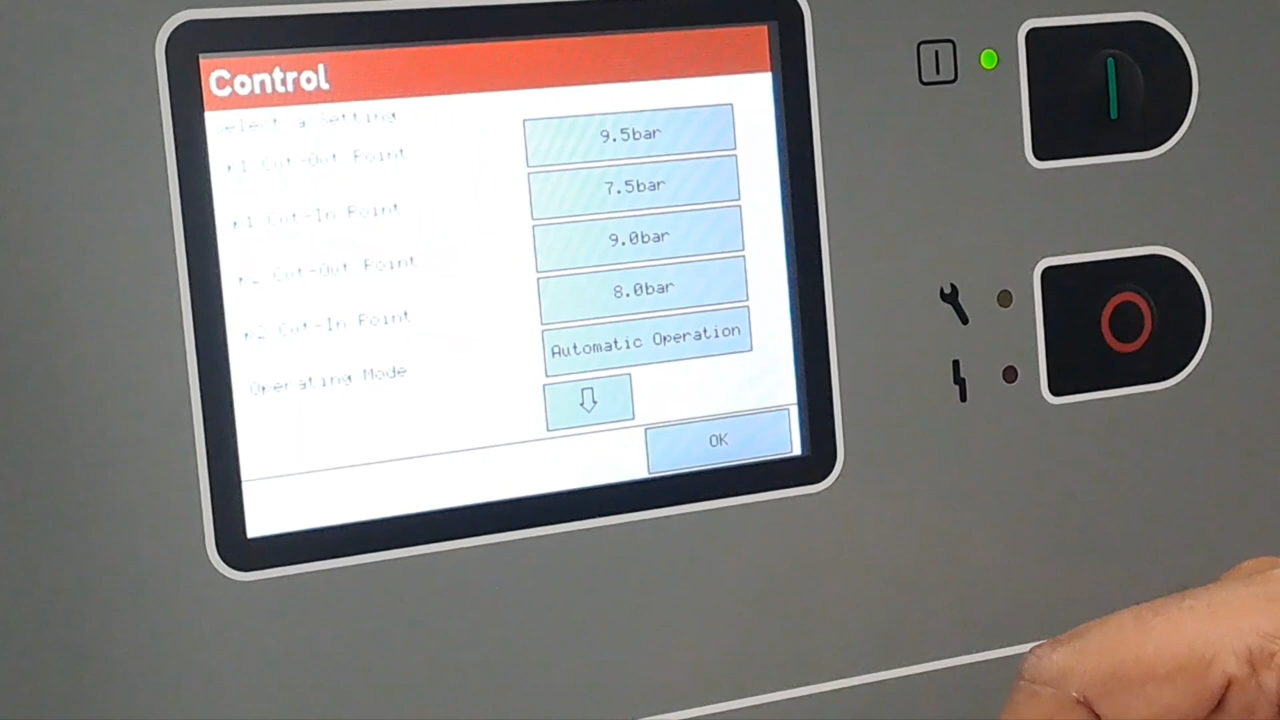 Control
Select a Setting
P1 Cut-Out Point 9.5bar
P1 Cut-In Point 7.5bar
P2 Cut-Out Point 9.0bar
P2 Cut-In Point 8.0bar
Operating Mode Automatic Operation
OK